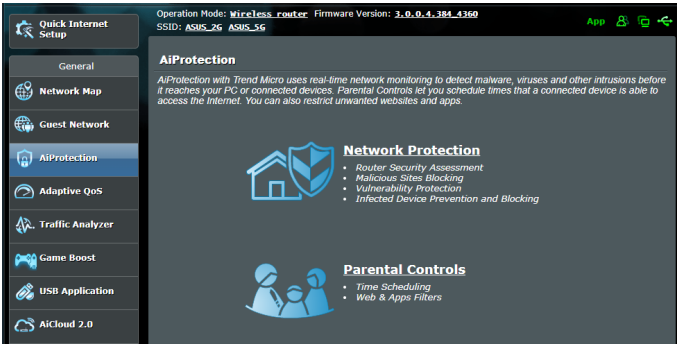 Quick Internet
Setup
Operation Mode: Wireless router Firmware Version: 3.0.0.4.384_4360
SSID: ASUS_2G ASUS_5G
App
General
Network Map
Guest Network
AiProtection
Adaptive QoS
Traffic Analyzer
Game Boost
USB Application
AiCloud 2.0
AiProtection
AiProtection with Trend Micro uses real-time network monitoring to detect malware, viruses and other intrusions before
it reaches your PC or connected devices. Parental Controls let you schedule times that a connected device is able to
access the Internet. You can also restrict unwanted websites and apps.
Network Protection
• Router Security Assessment
• Malicious Sites Blocking
• Vulnerability Protection
• Infected Device Prevention and Blocking
Parental Controls
• Time Scheduling
• Web & Apps Filters